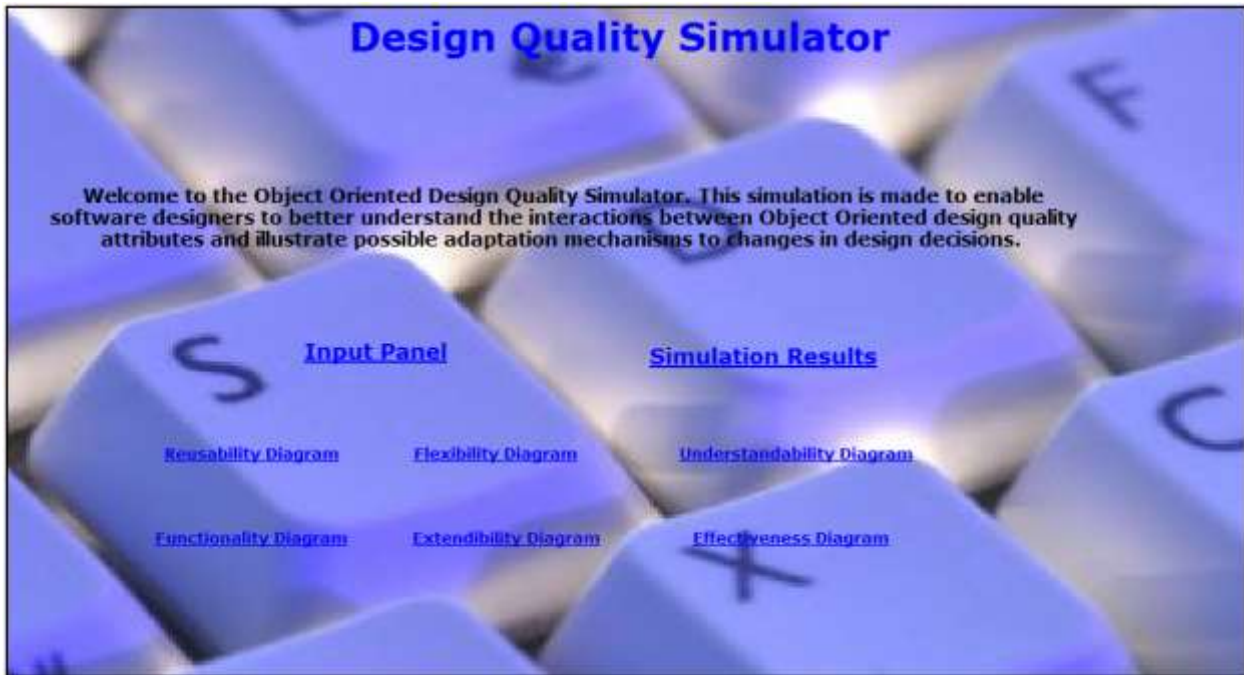 Design Quality Simulator
Welcome to the Object Oriented Design Quality Simulator. This simulation is made to enable
software designers to better understand the interactions between Object Oriented design quality
attributes and illustrate possible adaptation mechanisms to changes in design decisions.
Input Panel
Simulation Results
Reusability Diagram
Flexibility Diagram
Understandability Diagram
Functionality Diagram
Extendibility Diagram
Effectiveness Diagram
F
D
S
C
X